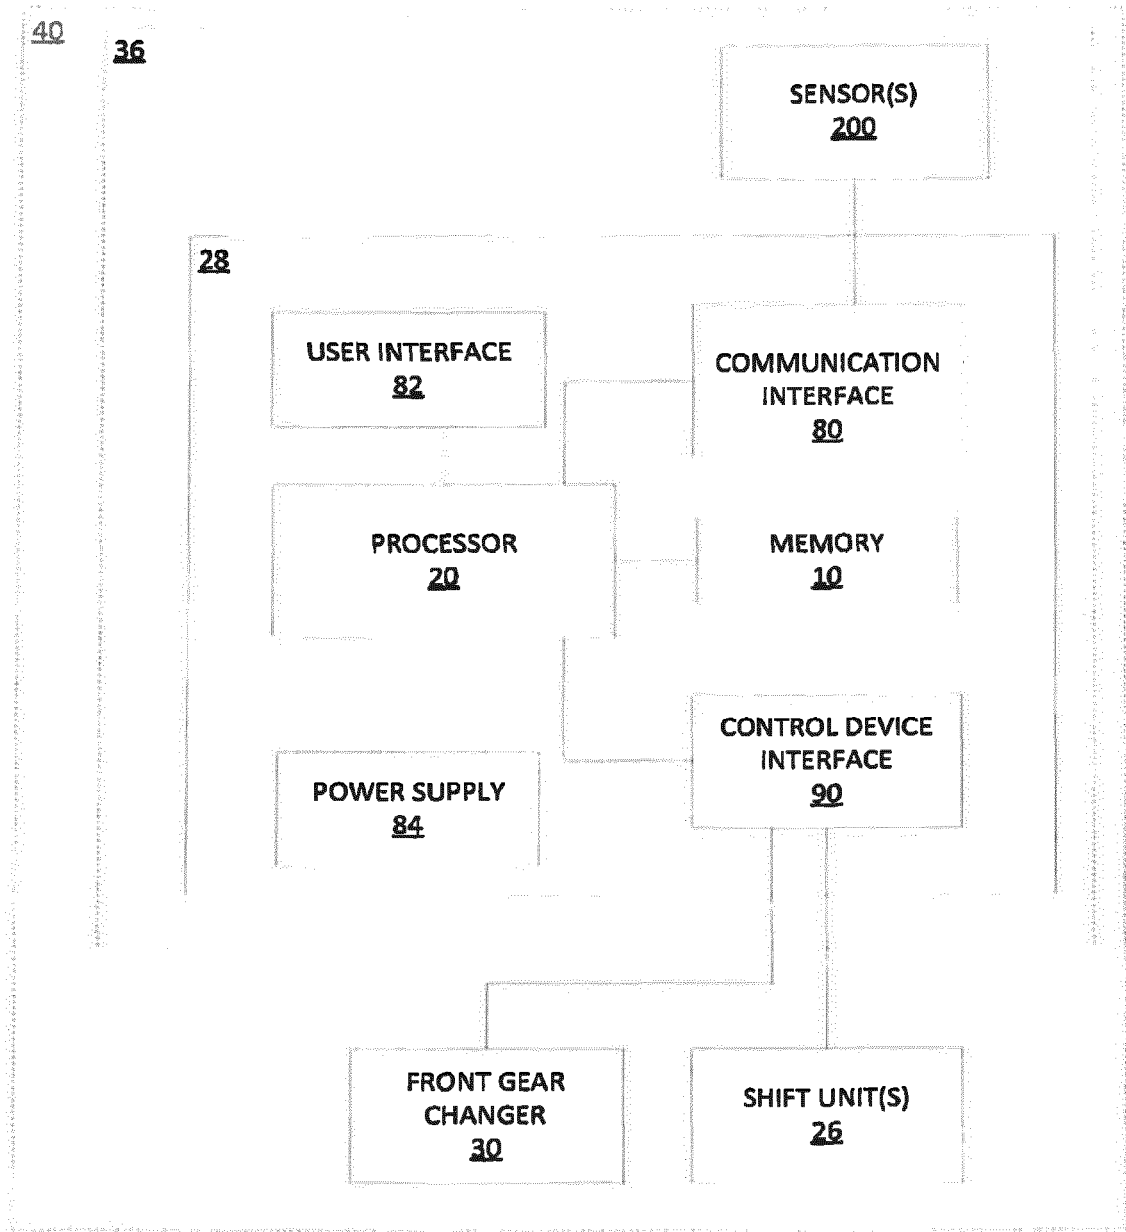 40
36
SENSOR(S)
200
28
USER INTERFACE
82
COMMUNICATION
INTERFACE
80
PROCESSOR
20
MEMORY
10
CONTROL DEVICE
INTERFACE
90
POWER SUPPLY
84
FRONT GEAR
CHANGER
30
SHIFT UNIT(S)
26